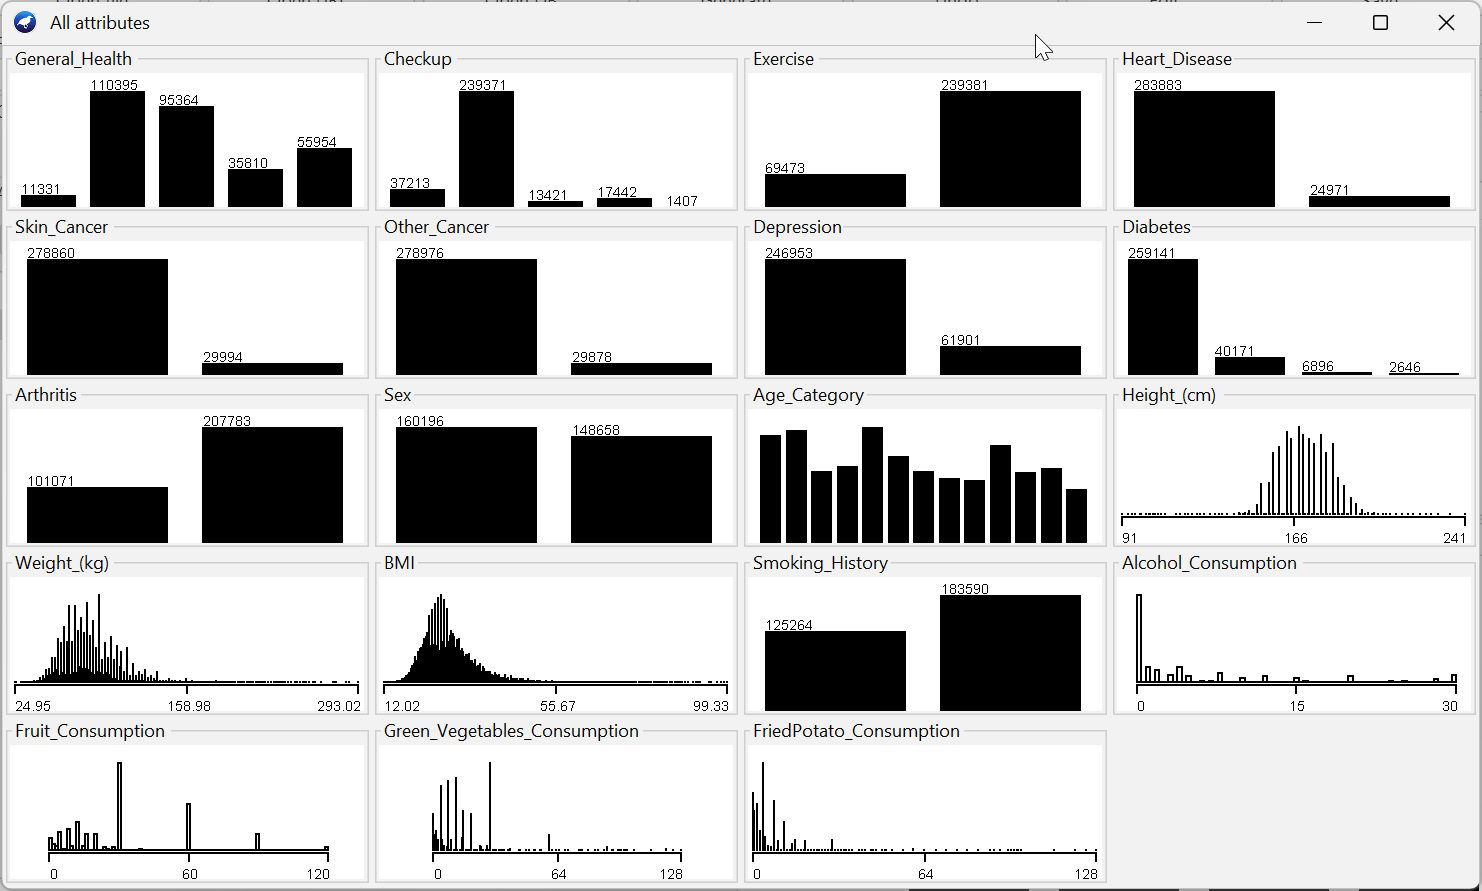 All attributes
General_Health
11331 110395 95364 35810 55954
Checkup
37213 239371 13421 17442 1407
Exercise
69473 239381
Heart_Disease
283883 24971
Skin_Cancer
278860 29994
Other_Cancer
278976 29878
Depression
246953 61901
Diabetes
259141 40171 6896 2646
Arthritis
101071 207783
Sex
160196 148658
Age_Category
Height_(cm)
91 166 241
Weight_(kg)
24.95 158.98 293.02
BMI
12.02 55.67 99.33
Smoking_History
125264 183590
Alcohol_Consumption
0 15 30
Fruit_Consumption
0 60 120
Green_Vegetables_Consumption
0 64 128
FriedPotato_Consumption
0 64 128